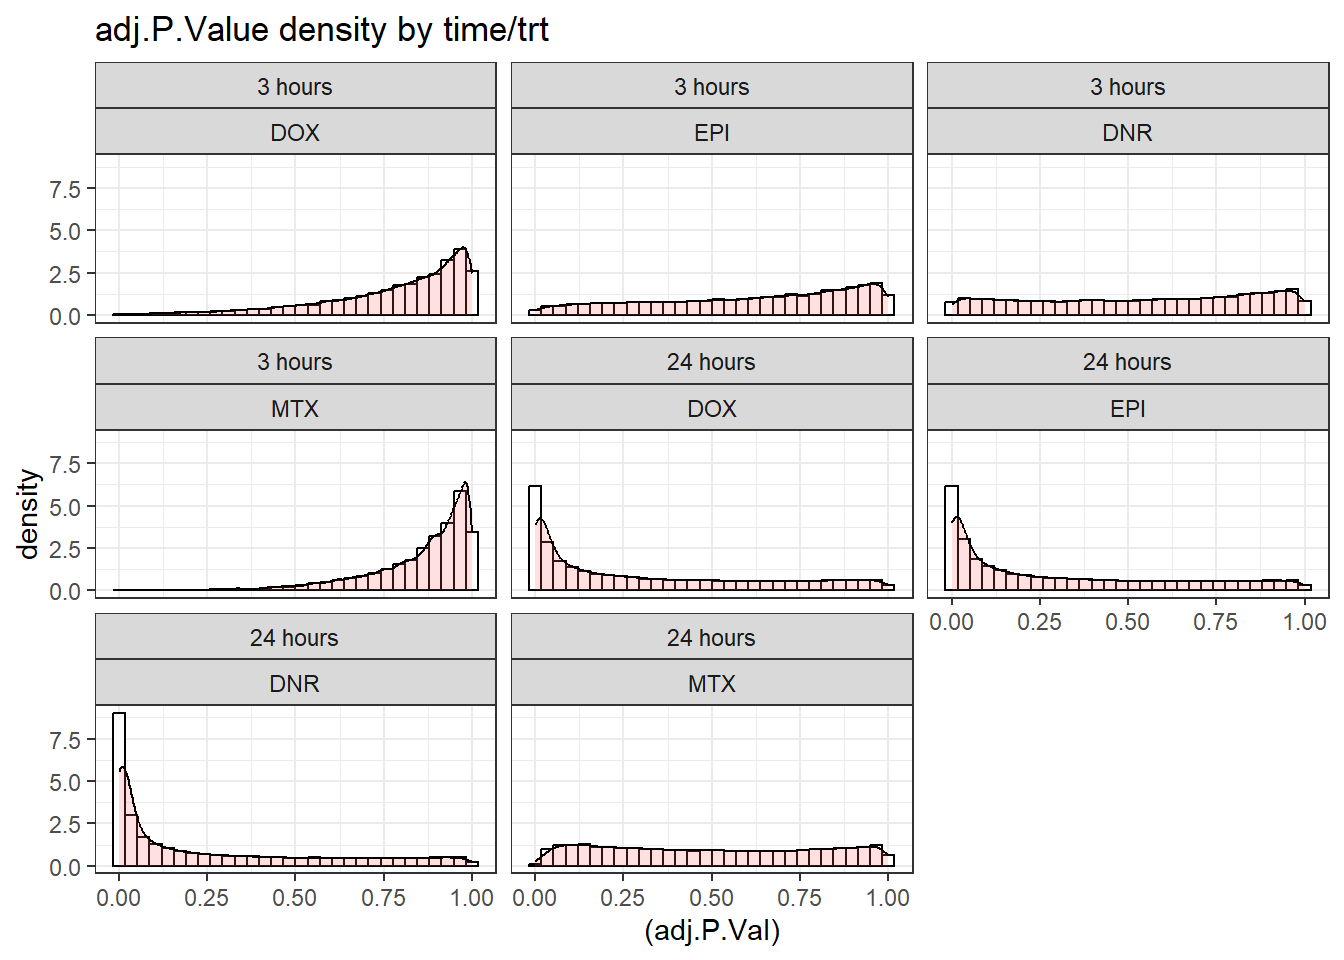 adj.P.Value density by time/trt
3 hours 3 hours 3 hours
DOX EPI DNR
7.5
5.0
2.5
0.0
3 hours 24 hours 24 hours
MTX DOX EPI
7.5
5.0
2.5
0.0
0.00 0.25 0.50 0.75 1.00
24 hours 24 hours
DNR MTX
7.5
5.0
2.5
0.0
0.00 0.25 0.50 0.75 1.00 0.00 0.25 0.50 0.75 1.00
(adj.P.Val)
density